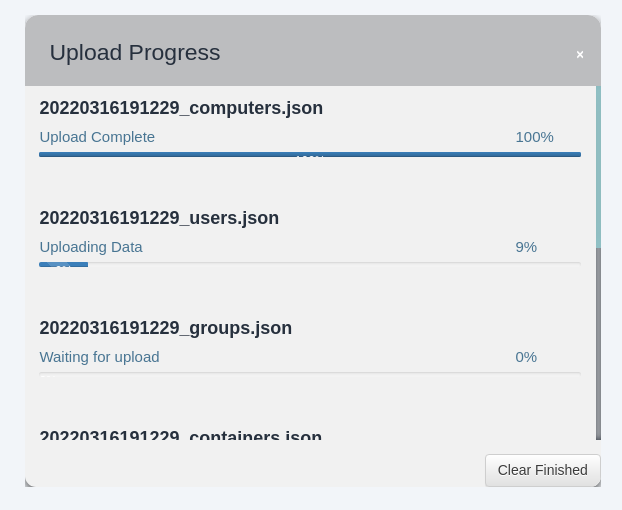 Upload Progress
×
20220316191229_computers.json
Upload Complete 100%
100%
20220316191229_users.json
Uploading Data 9%
20220316191229_groups.json
Waiting for upload 0%
20220316191229_containers.json
Clear Finished